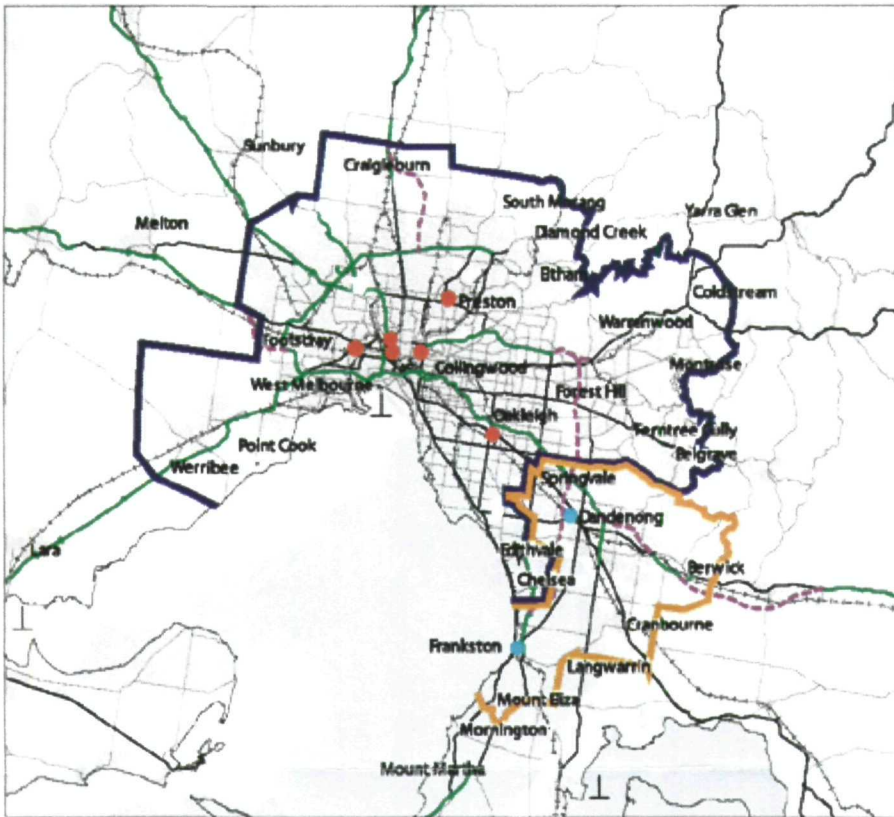 Sunbury
Craigieburn
South Morang
Yarra Glen
Melton
Diamond Creek
Eltham
Coldstream
Preston
Warranwood
Footscray
Collingwood
Montrose
West Melbourne
Forest Hill
Oakleigh
Ferntree Gully
Point Cook
Belgrave
Werribee
Springvale
Dandenong
Lara
Edithvale
Chelsea
Berwick
Cranbourne
Frankston
Langwarrin
Mount Eliza
Mornington
Mount Martha